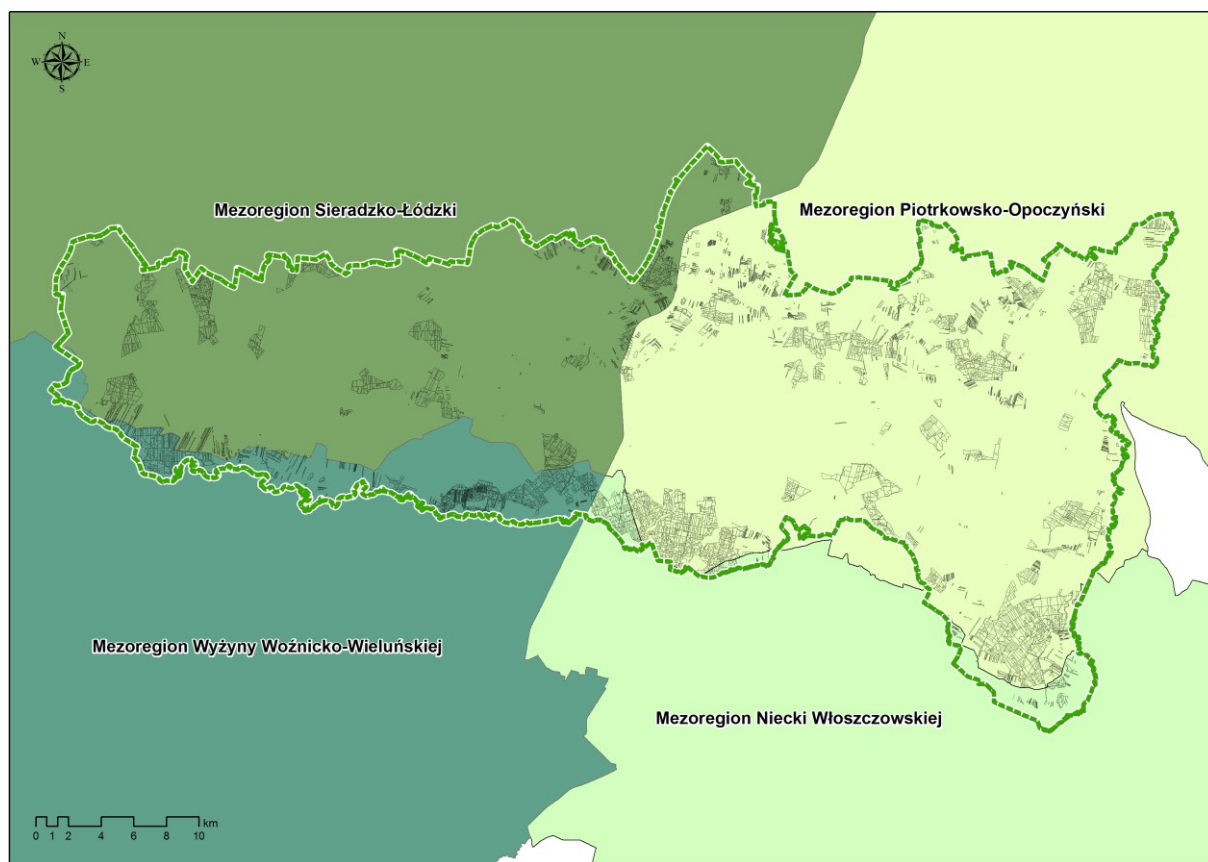 N
W E
S
Mezoregion Sieradzko-Łódzki
Mezoregion Piotrkowsko-Opoczyński
Mezoregion Wyżyny Woźnicko-Wieluńskiej
Mezoregion Niecki Włoszczowskiej
km
0 1 2 4 6 8 10